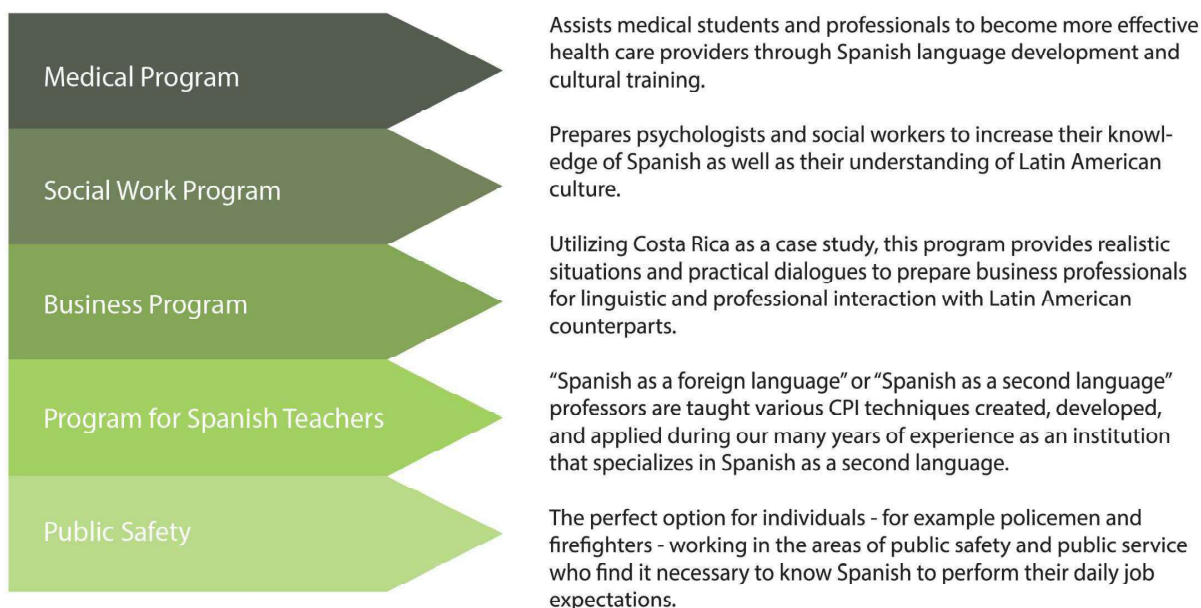 Medical Program
Assists medical students and professionals to become more effective
health care providers through Spanish language development and
cultural training.
Social Work Program
Prepares psychologists and social workers to increase their knowl-
edge of Spanish as well as their understanding of Latin American
culture.
Business Program
Utilizing Costa Rica as a case study, this program provides realistic
situations and practical dialogues to prepare business professionals
for linguistic and professional interaction with Latin American
counterparts.
Program for Spanish Teachers
“Spanish as a foreign language” or “Spanish as a second language”
professors are taught various CPI techniques created, developed,
and applied during our many years of experience as an institution
that specializes in Spanish as a second language.
Public Safety
The perfect option for individuals - for example policemen and
firefighters - working in the areas of public safety and public service
who find it necessary to know Spanish to perform their daily job
expectations.